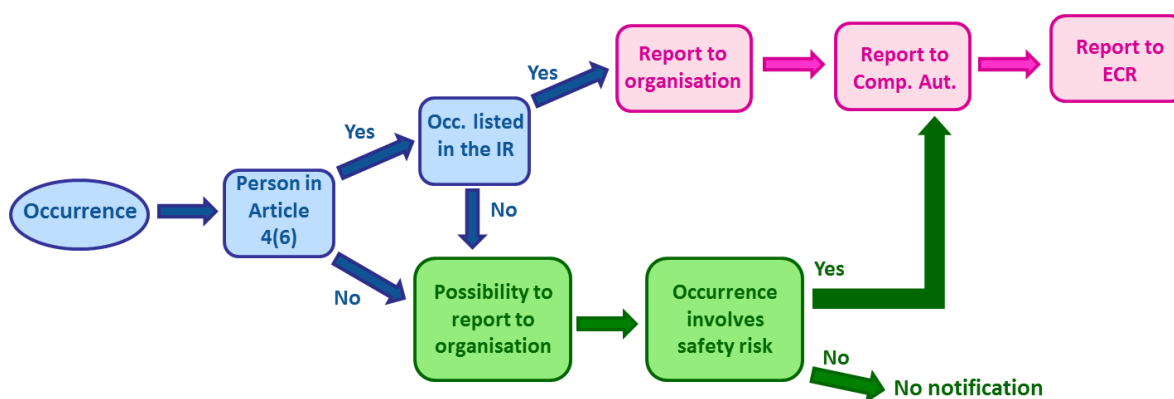 Occurrence
Person in
Article
4(6)
Yes
No
Occ. listed
in the IR
Yes
No
Report to
organisation
Report to
Comp. Aut.
Report to
ECR
Possibility to
report to
organisation
Occurrence
involves
safety risk
Yes
No
No notification